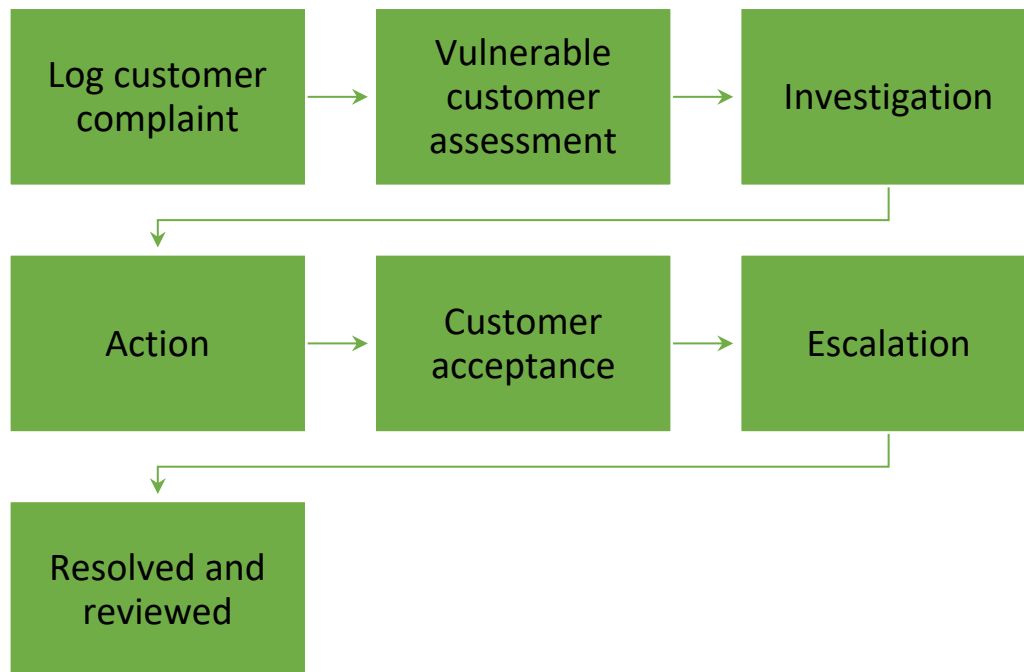 Log customer
complaint
Vulnerable
customer
assessment
Investigation
Action
Customer
acceptance
Escalation
Resolved and
reviewed